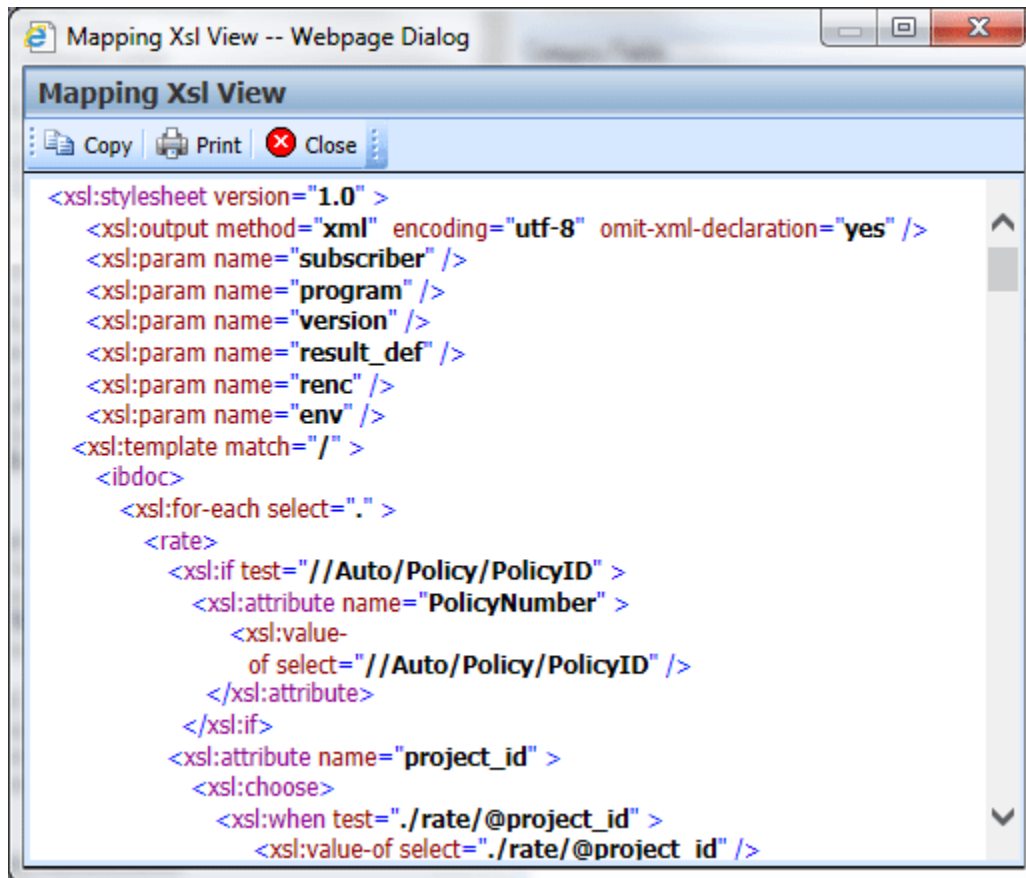 Mapping Xsl View -- Webpage Dialog
Mapping Xsl View
Copy Print Close
<xsl:stylesheet version="1.0" >
<xsl:output method="xml" encoding="utf-8" omit-xml-declaration="yes" />
<xsl:param name="subscriber" />
<xsl:param name="program" />
<xsl:param name="version" />
<xsl:param name="result_def" />
<xsl:param name="renc" />
<xsl:param name="env" />
<xsl:template match="/" >
<ibdoc>
<xsl:for-each select="." >
<rate>
<xsl:if test="//Auto/Policy/PolicyID" >
<xsl:attribute name="PolicyNumber" >
<xsl:value-
of select="//Auto/Policy/PolicyID" />
</xsl:attribute>
</xsl:if>
<xsl:attribute name="project_id" >
<xsl:choose>
<xsl:when test="./rate/@project_id" >
<xsl:value-of select="./rate/@project_id" />